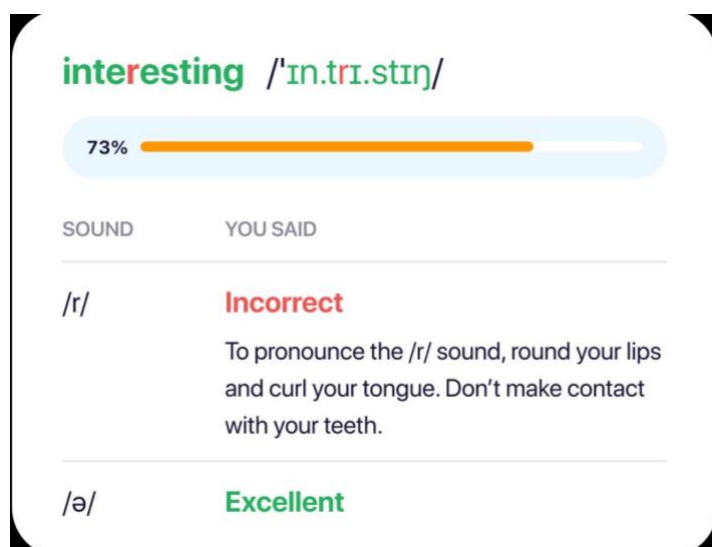 interesting /ˈɪn.trɪ.stɪŋ/
73%
SOUND YOU SAID
/r/ Incorrect
To pronounce the /r/ sound, round your lips
and curl your tongue. Don’t make contact
with your teeth.
/ə/ Excellent